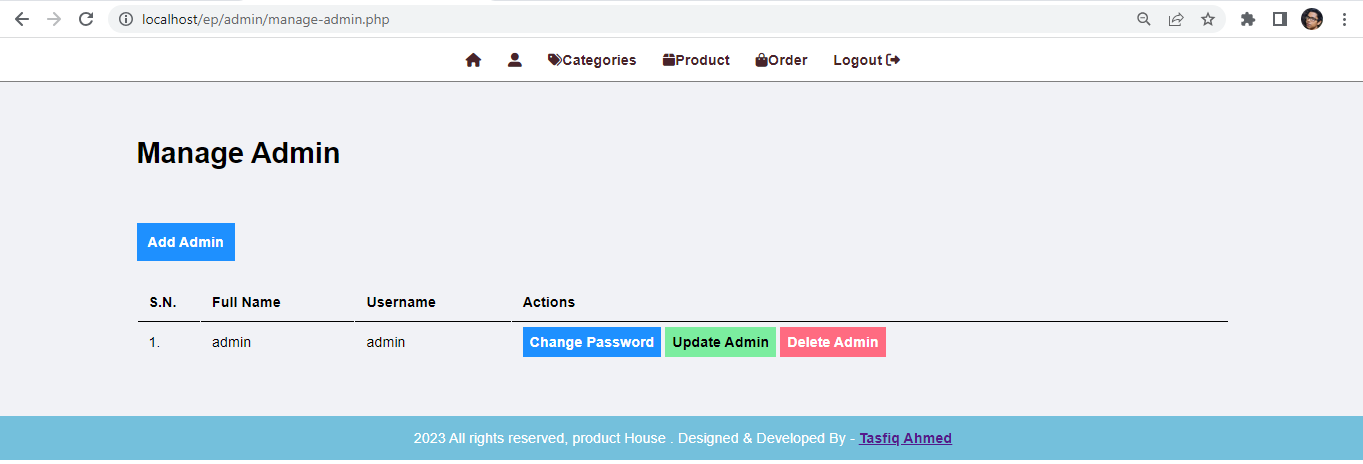 localhost/ep/admin/manage-admin.php
Categories Product Order Logout
Manage Admin
Add Admin
S.N. Full Name Username Actions
1. admin admin Change Password Update Admin Delete Admin
2023 All rights reserved, product House . Designed & Developed By - Tasfiq Ahmed